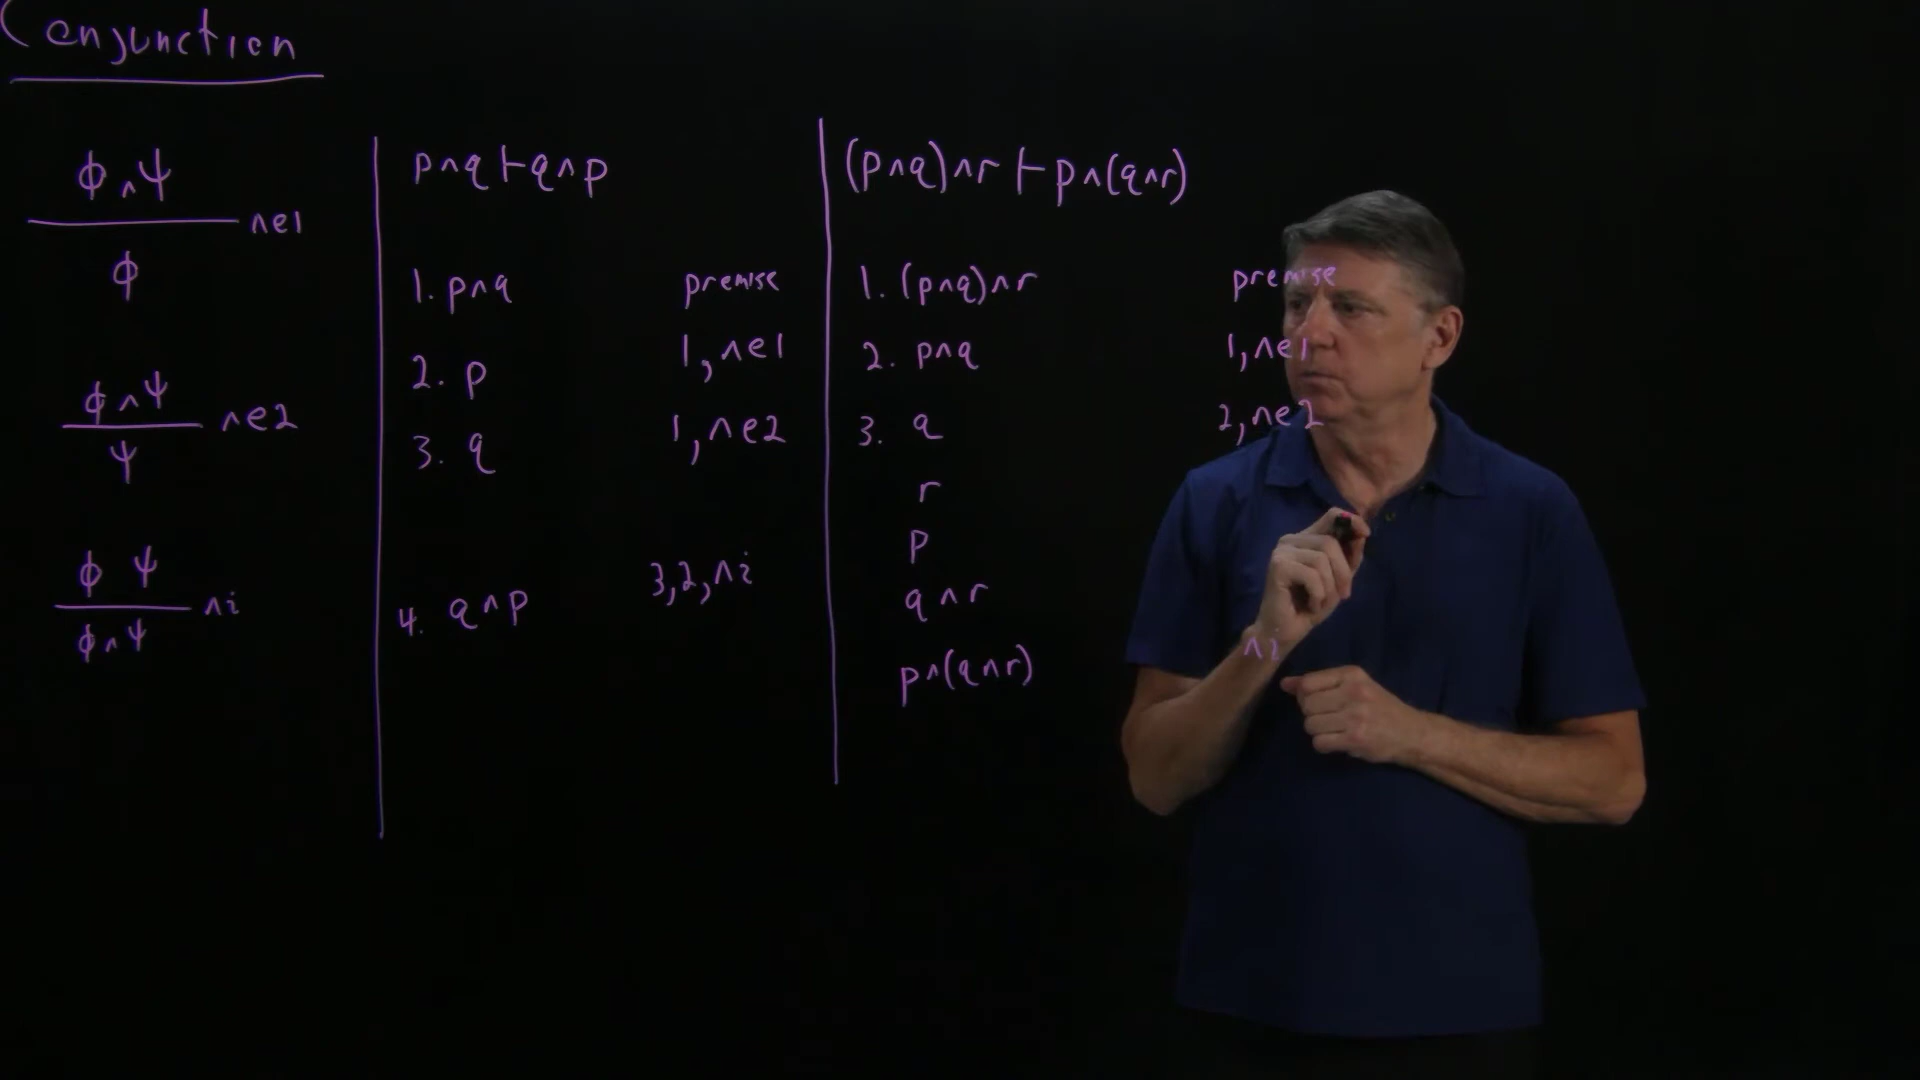 Conjunction
φ∧ψ
∧e1
φ
φ∧ψ
∧e2
ψ
φ ψ
∧i
φ∧ψ
p∧q⊢q∧p
1. p∧q premise
2. p 1,∧e1
3. q 1,∧e2
4. q∧p 3,2,∧i
(p∧q)∧r⊢p∧(q∧r)
1. (p∧q)∧r premise
2. p∧q 1,∧e1
3. q 2,∧e2
r
p
q∧r
p∧(q∧r) ∧i